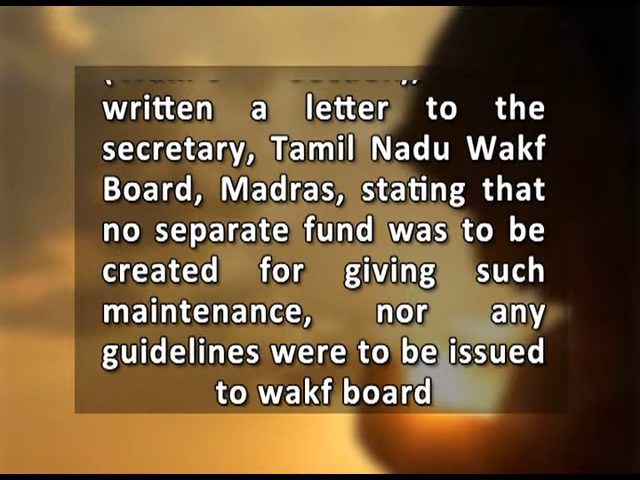 written a letter to the
secretary, Tamil Nadu Wakf
Board, Madras, stating that
no separate fund was to be
created for giving such
maintenance, nor any
guidelines were to be issued
to wakf board